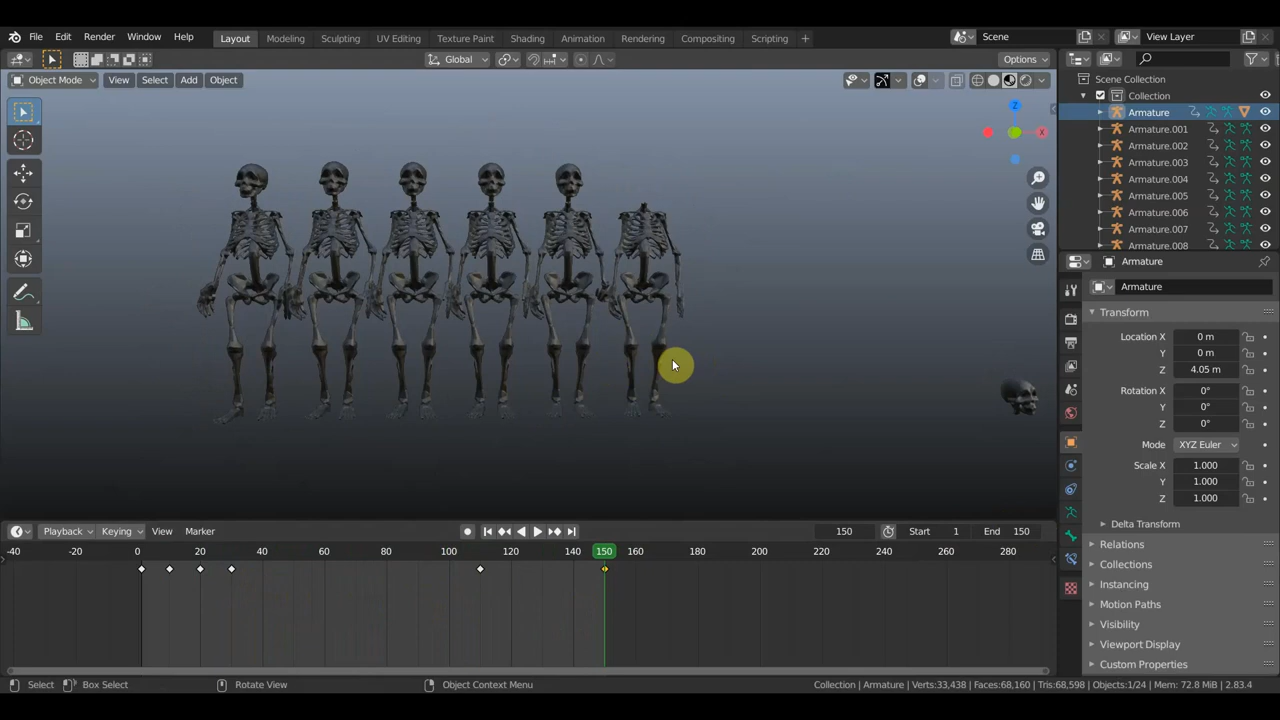 File Edit Render Window Help Layout Modeling Sculpting UV Editing Texture Paint Shading Animation Rendering Compositing Scripting + Scene View Layer
Global Options
Object Mode View Select Add Object
Scene Collection
Collection
Armature
Armature.001
Armature.002
Armature.003
Armature.004
Armature.005
Armature.006
Armature.007
Armature.008
Z
X
Armature
Armature
Transform
Location X 0 m
Y 0 m
Z 4.05 m
Rotation X 0°
Y 0°
Z 0°
Mode XYZ Euler
Scale X 1.000
Y 1.000
Z 1.000
Delta Transform
Relations
Collections
Instancing
Motion Paths
Visibility
Viewport Display
Custom Properties
Playback Keying View Marker 150 Start 1 End 150
-40 -20 0 20 40 60 80 100 120 140 150 160 180 200 220 240 260 280
Select Box Select Rotate View Object Context Menu Collection | Armature | Verts:33,438 | Faces:68,160 | Tris:68,598 | Objects:1/24 | Mem: 72.8 MiB | 2.83.4